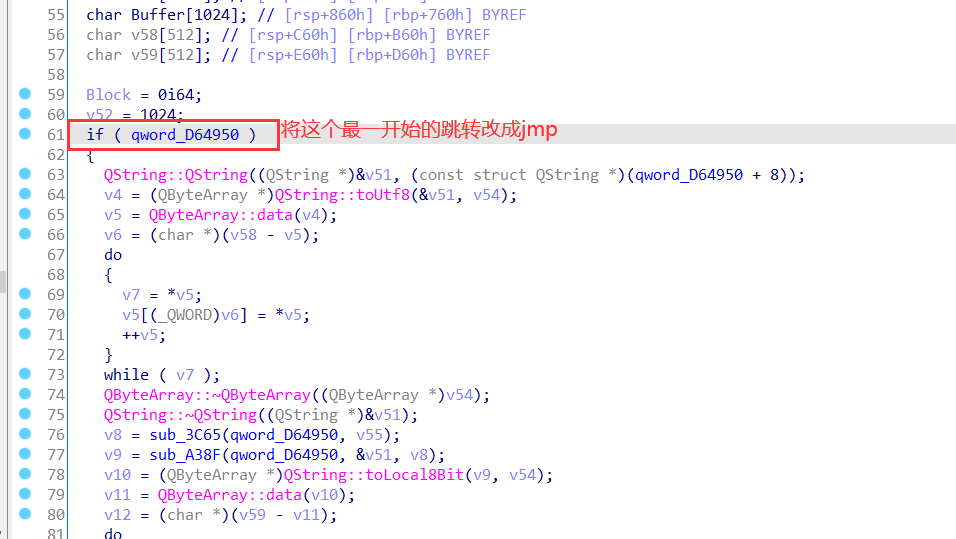 55 char Buffer[1024]; // [rsp+860h] [rbp+760h] BYREF
56 char v58[512]; // [rsp+C60h] [rbp+B60h] BYREF
57 char v59[512]; // [rsp+E60h] [rbp+D60h] BYREF
58
59 Block = 0i64;
60 v52 = 1024;
61 if ( qword_D64950 ) 将这个最一开始的跳转改成jmp
62 {
63 QString::QString((QString *)&v51, (const struct QString *)(qword_D64950 + 8));
64 v4 = (QByteArray *)QString::toUtf8(&v51, v54);
65 v5 = QByteArray::data(v4);
66 v6 = (char *)(v58 - v5);
67 do
68 {
69 v7 = *v5;
70 v5[(_QWORD)v6] = *v5;
71 ++v5;
72 }
73 while ( v7 );
74 QByteArray::~QByteArray((QByteArray *)v54);
75 QString::~QString((QString *)&v51);
76 v8 = sub_3C65(qword_D64950, v55);
77 v9 = sub_A38F(qword_D64950, &v51, v8);
78 v10 = (QByteArray *)QString::toLocal8Bit(v9, v54);
79 v11 = QByteArray::data(v10);
80 v12 = (char *)(v59 - v11);
81 do